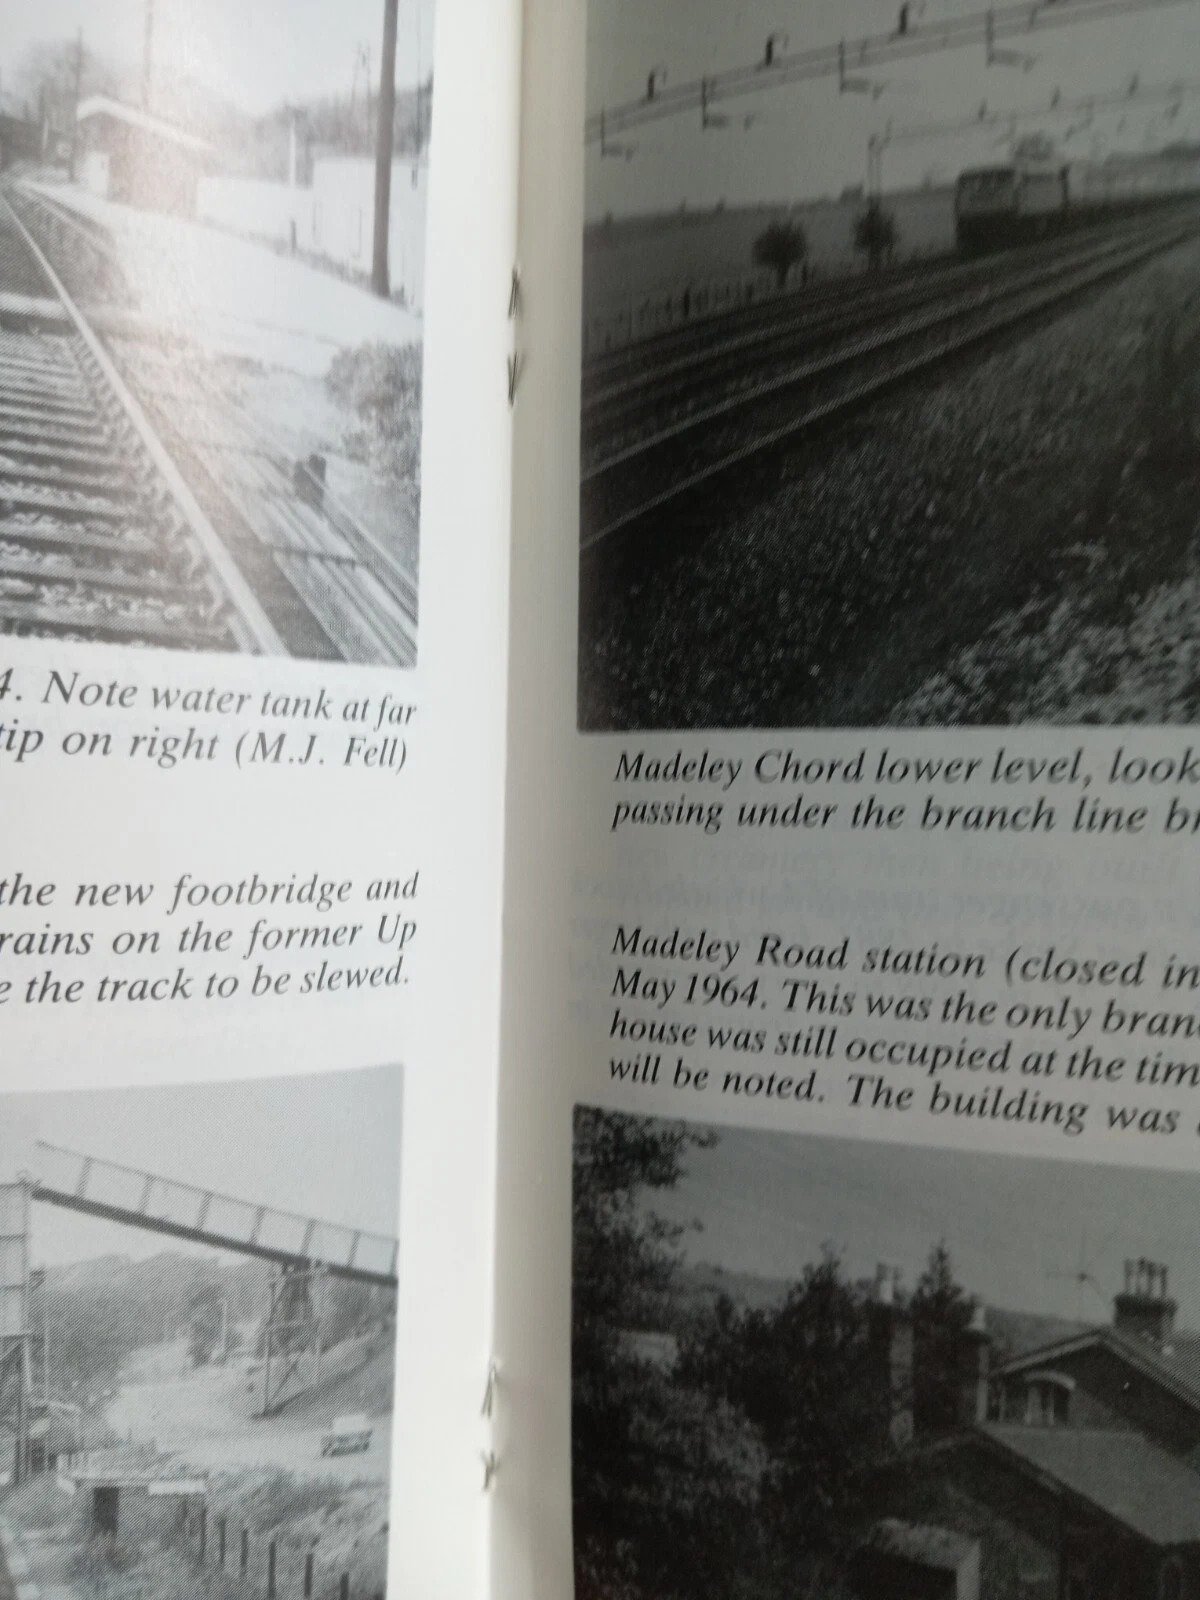 4. Note water tank at far
tip on right (M.J. Fell)
the new footbridge and
rains on the former Up
e the track to be slewed.
Madeley Chord lower level, look
passing under the branch line br
Madeley Road station (closed in
May 1964. This was the only bran
house was still occupied at the tim
will be noted. The building was